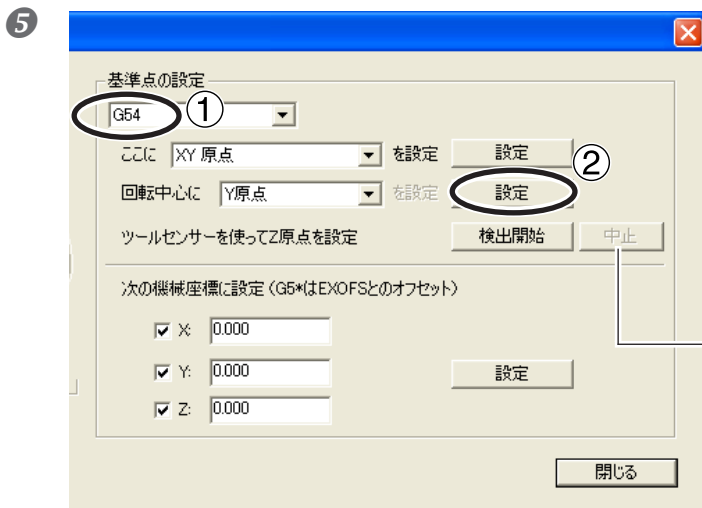 5
基準点の設定
G54 ①
ここに XY 原点 を設定 設定 ②
回転中心に Y原点 を設定 設定
ツールセンサーを使ってZ原点を設定 検出開始 中止
次の機械座標に設定(G5*はEXOFSとのオフセット)
X: 0.000
Y: 0.000 設定
Z: 0.000
閉じる